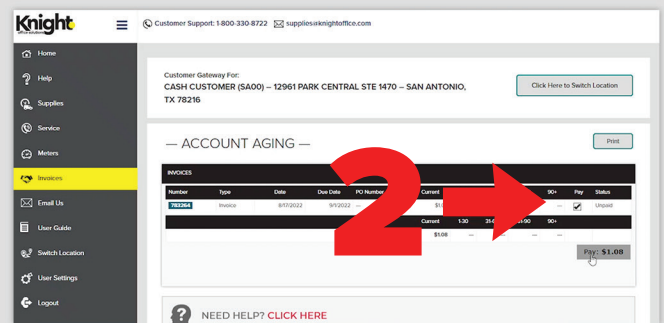 Knight
office solutions
Customer Support: 1-800-330-8722 supplies@knightoffice.com
Home
Help
Supplies
Service
Meters
Invoices
Email Us
User Guide
Switch Location
User Settings
Logout
Customer Gateway For:
CASH CUSTOMER (SA00) – 12961 PARK CENTRAL STE 1470 – SAN ANTONIO,
TX 78216
Click Here to Switch Location
— ACCOUNT AGING —
Print
INVOICES
Number Type Date Due Date PO Number Current 90+ Pay Status
783264 Invoice 8/17/2022 9/1/2022 — — Unpaid
Current 1-30 90+
$1.08 — — — —
Pay: $1.08
2
NEED HELP? CLICK HERE